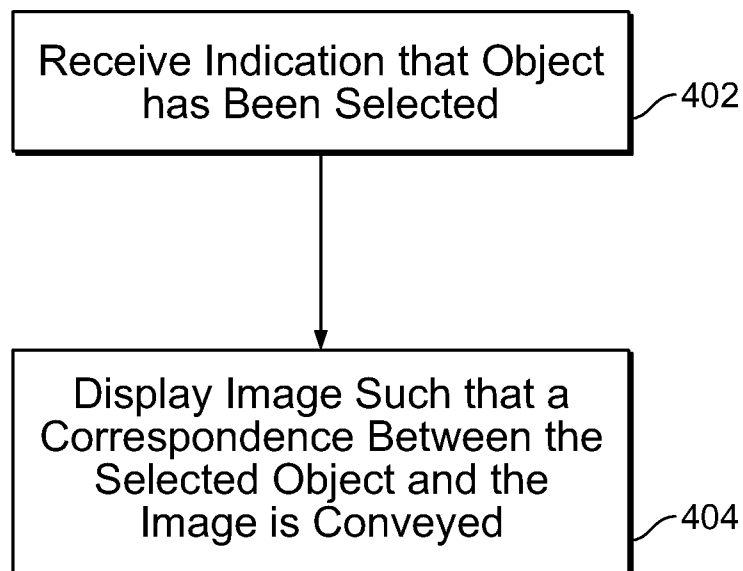 Receive Indication that Object
has Been Selected
402
Display Image Such that a
Correspondence Between the
Selected Object and the
Image is Conveyed
404